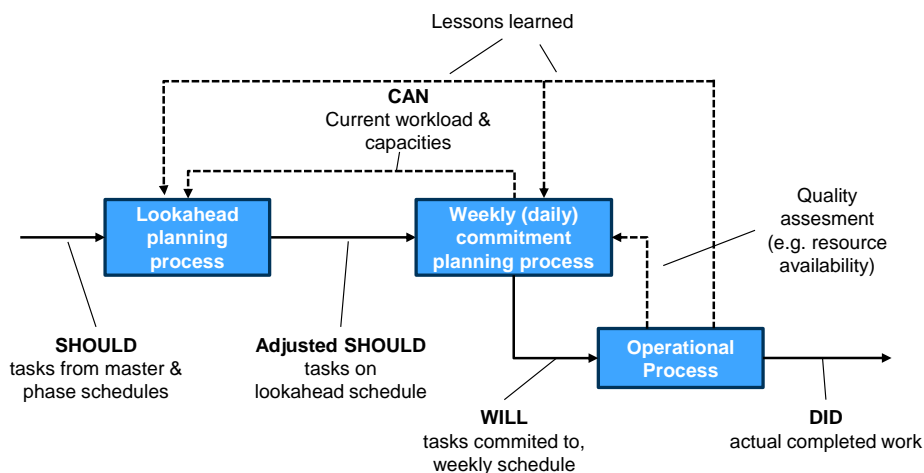 Lessons learned
CAN
Current workload &
capacities
Lookahead
planning
process
Weekly (daily)
commitment
planning process
Quality
assesment
(e.g. resource
availability)
SHOULD
tasks from master &
phase schedules
Adjusted SHOULD
tasks on
lookahead schedule
Operational
Process
WILL
tasks commited to,
weekly schedule
DID
actual completed work